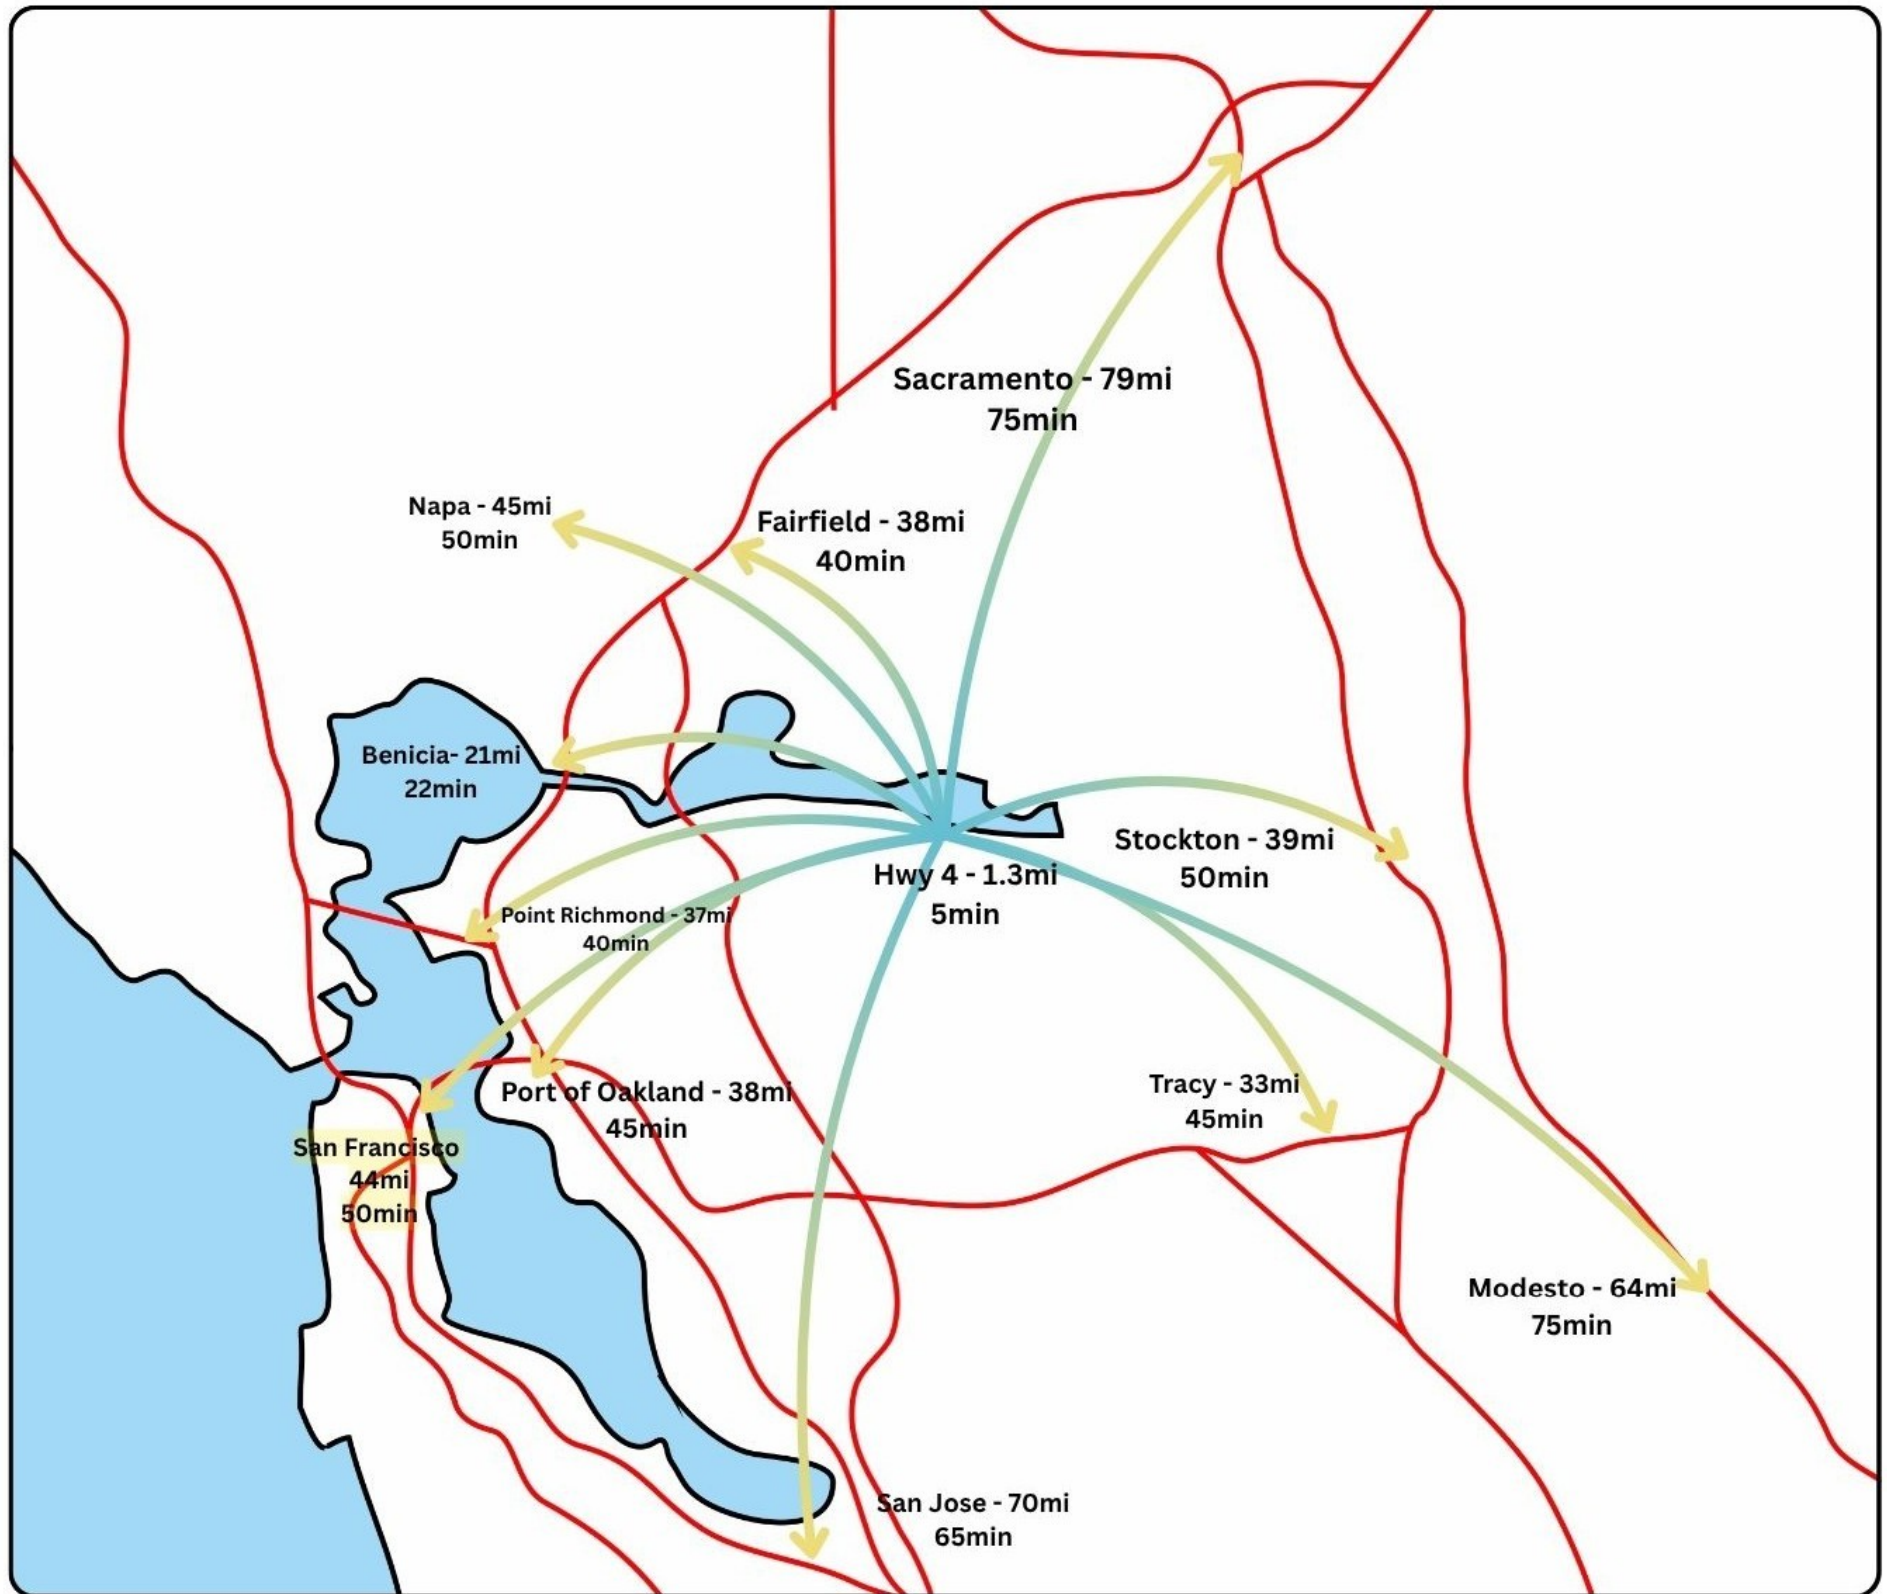 Sacramento - 79mi
75min
Napa - 45mi
50min
Fairfield - 38mi
40min
Benicia- 21mi
22min
Stockton - 39mi
50min
Hwy 4 - 1.3mi
5min
Point Richmond - 37mi
40min
Port of Oakland - 38mi
45min
Tracy - 33mi
45min
San Francisco
44mi
50min
Modesto - 64mi
75min
San Jose - 70mi
65min